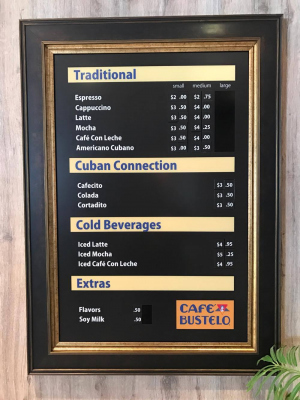 Traditional
small medium large
Espresso $2 .00 $2 .75
Cappuccino $3 .50 $4 .00
Latte $3 .50 $4 .00
Mocha $3 .50 $4 .25
Café Con Leche $3 .50 $4 .00
Americano Cubano $3 .00 $3 .50
Cuban Connection
Cafecito $3 .50
Colada $3 .50
Cortadito $3 .50
Cold Beverages
Iced Latte $4 .95
Iced Mocha $5 .25
Iced Café Con Leche $4 .95
Extras
Flavors .50
Soy Milk .50
CAFE
BUSTELO